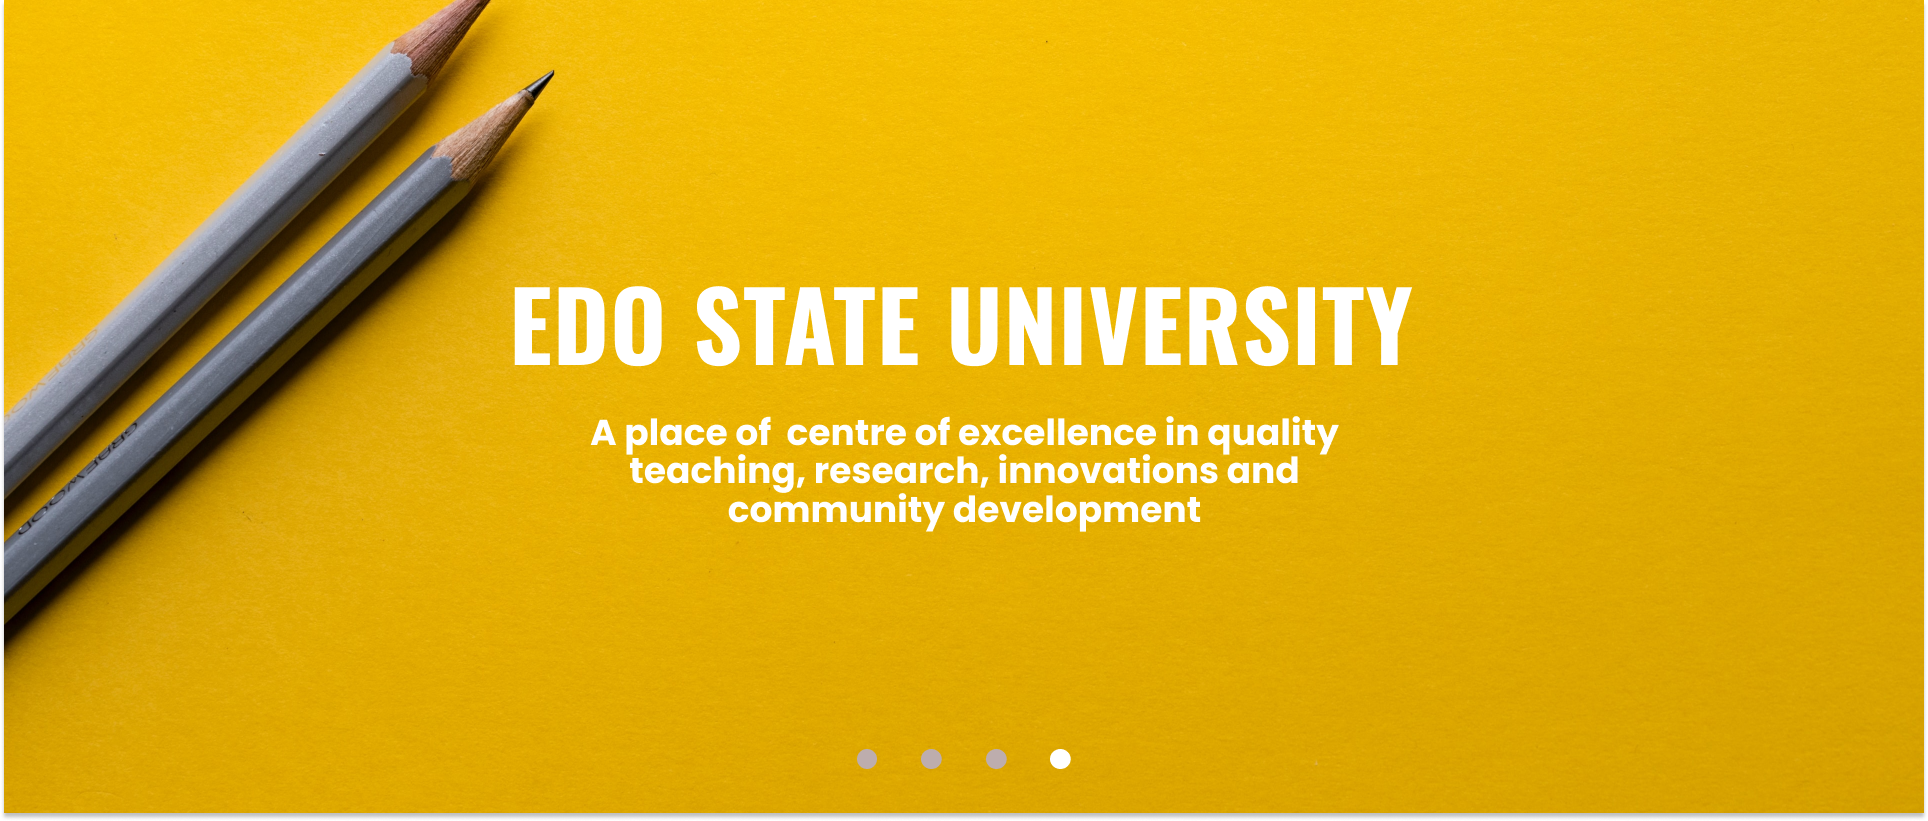 EDO STATE UNIVERSITY
A place of  centre of excellence in quality
teaching, research, innovations and
community development